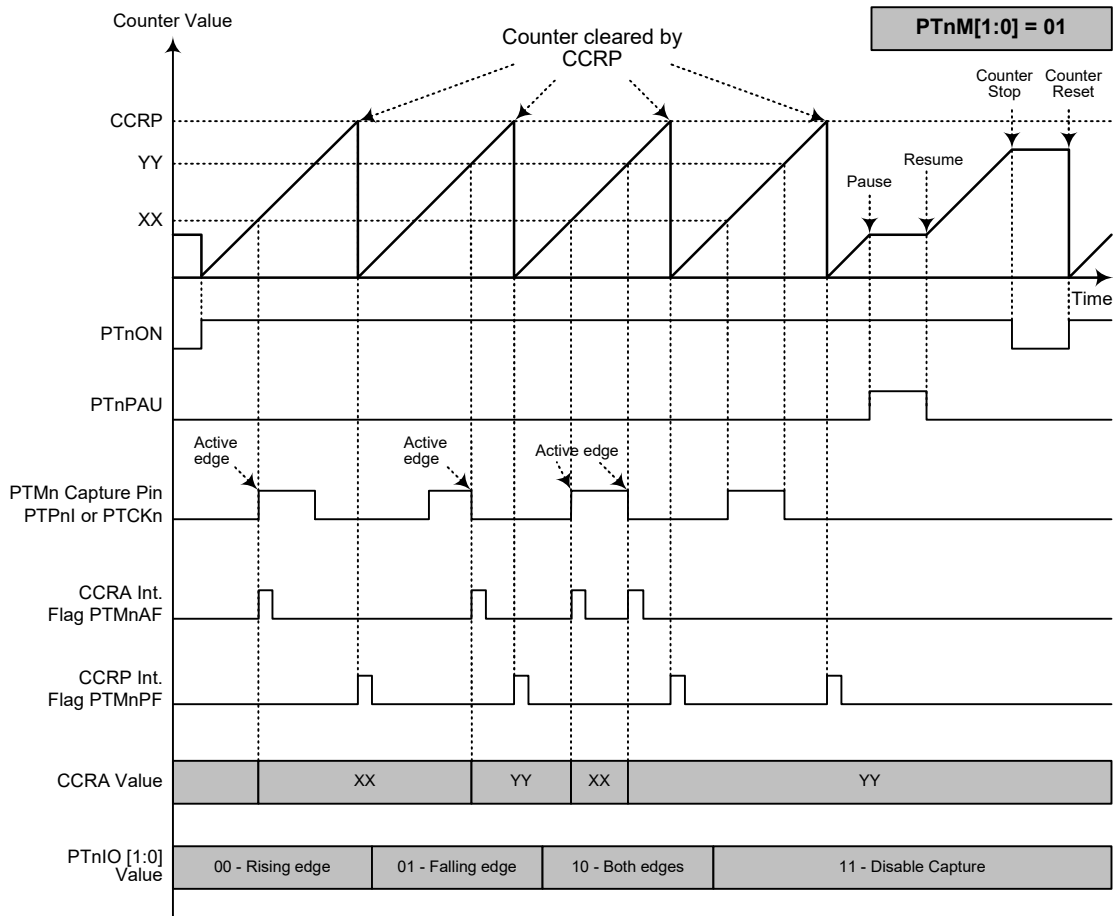 Counter Value
PTnM[1:0] = 01
Counter cleared by
CCRP
Counter
Stop
Counter
Reset
CCRP
YY
XX
Pause
Resume
Time
PTnON
PTnPAU
Active
edge
Active
edge
Active edge
PTMn Capture Pin
PTPnI or PTCKn
CCRA Int.
Flag PTMnAF
CCRP Int.
Flag PTMnPF
CCRA Value
XX
YY
XX
YY
PTnIO [1:0]
Value
00 - Rising edge
01 - Falling edge
10 - Both edges
11 - Disable Capture